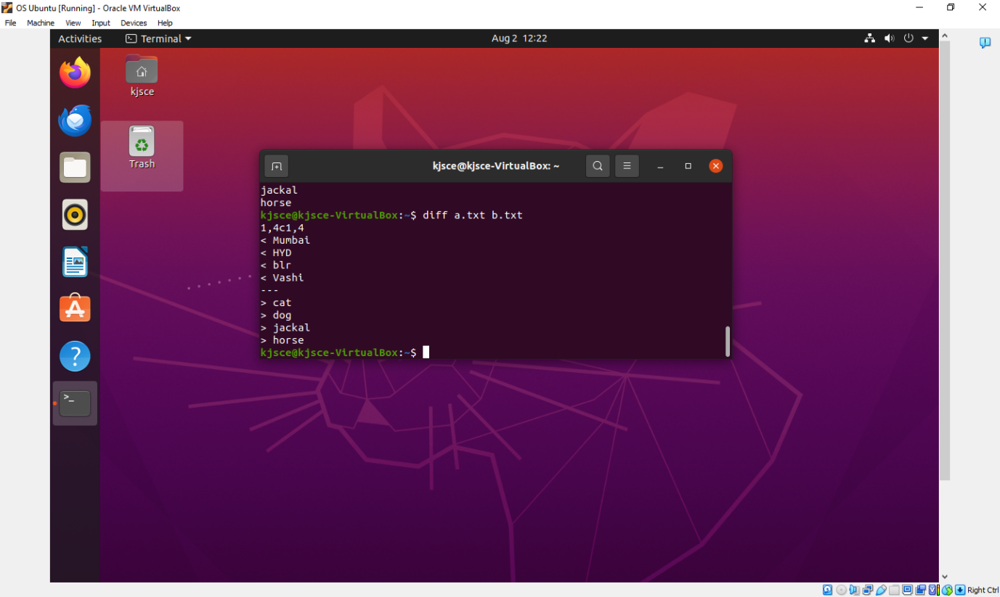 OS Ubuntu [Running] - Oracle VM VirtualBox
File Machine View Input Devices Help
Activities Terminal Aug 2 12:22
kjsce
Trash
kjsce@kjsce-VirtualBox: ~
jackal
horse
kjsce@kjsce-VirtualBox:~$ diff a.txt b.txt
1,4c1,4
< Mumbai
< HYD
< blr
< Vashi
---
> cat
> dog
> jackal
> horse
kjsce@kjsce-VirtualBox:~$
Right Ctrl